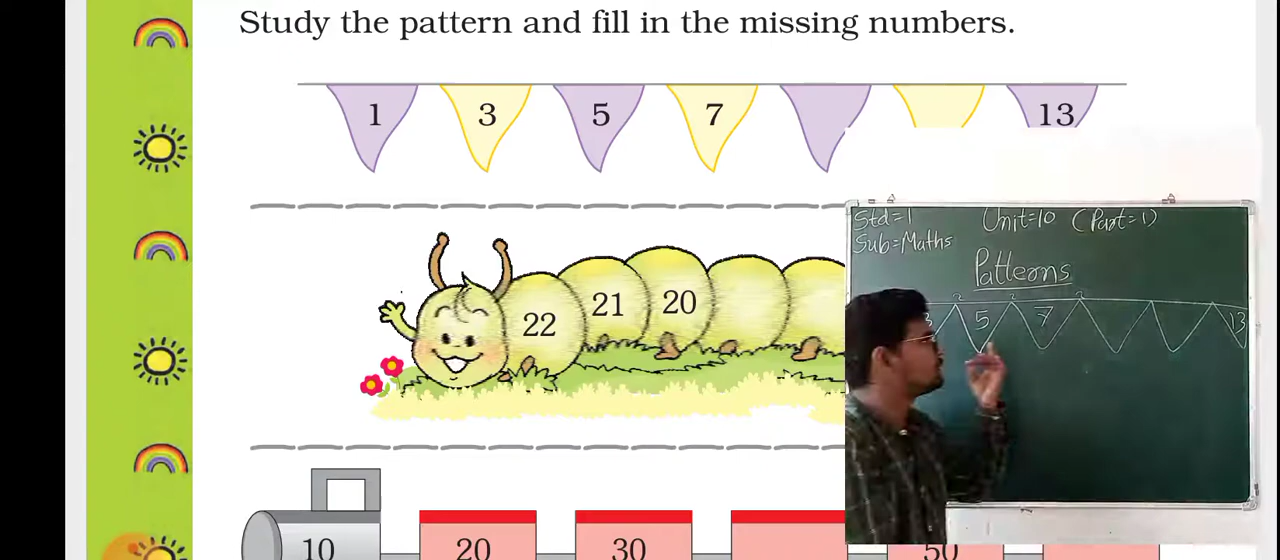 Study the pattern and fill in the missing numbers.
1 3 5 7 13
Std=1 Unit=10 (Part=1)
Sub=Maths
Patterns
3 5 7 13
22 21 20
10 20 30 50